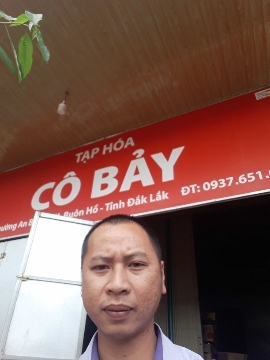 TẠP HÓA
CÔ BẢY
Buôn Hồ - Tỉnh Đắk Lắk ĐT: 0937.651.